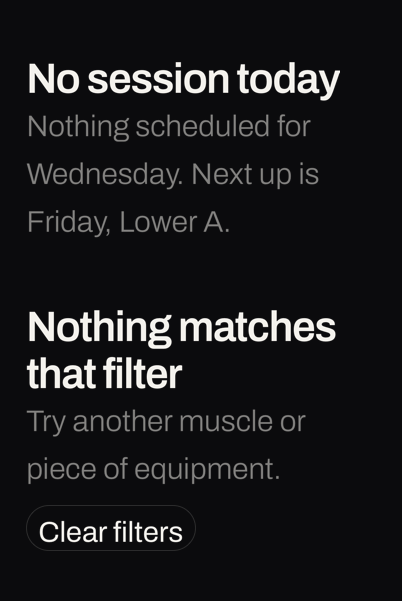 No session today
Nothing scheduled for
Wednesday. Next up is
Friday, Lower A.
Nothing matches
that filter
Try another muscle or
piece of equipment.
Clear filters